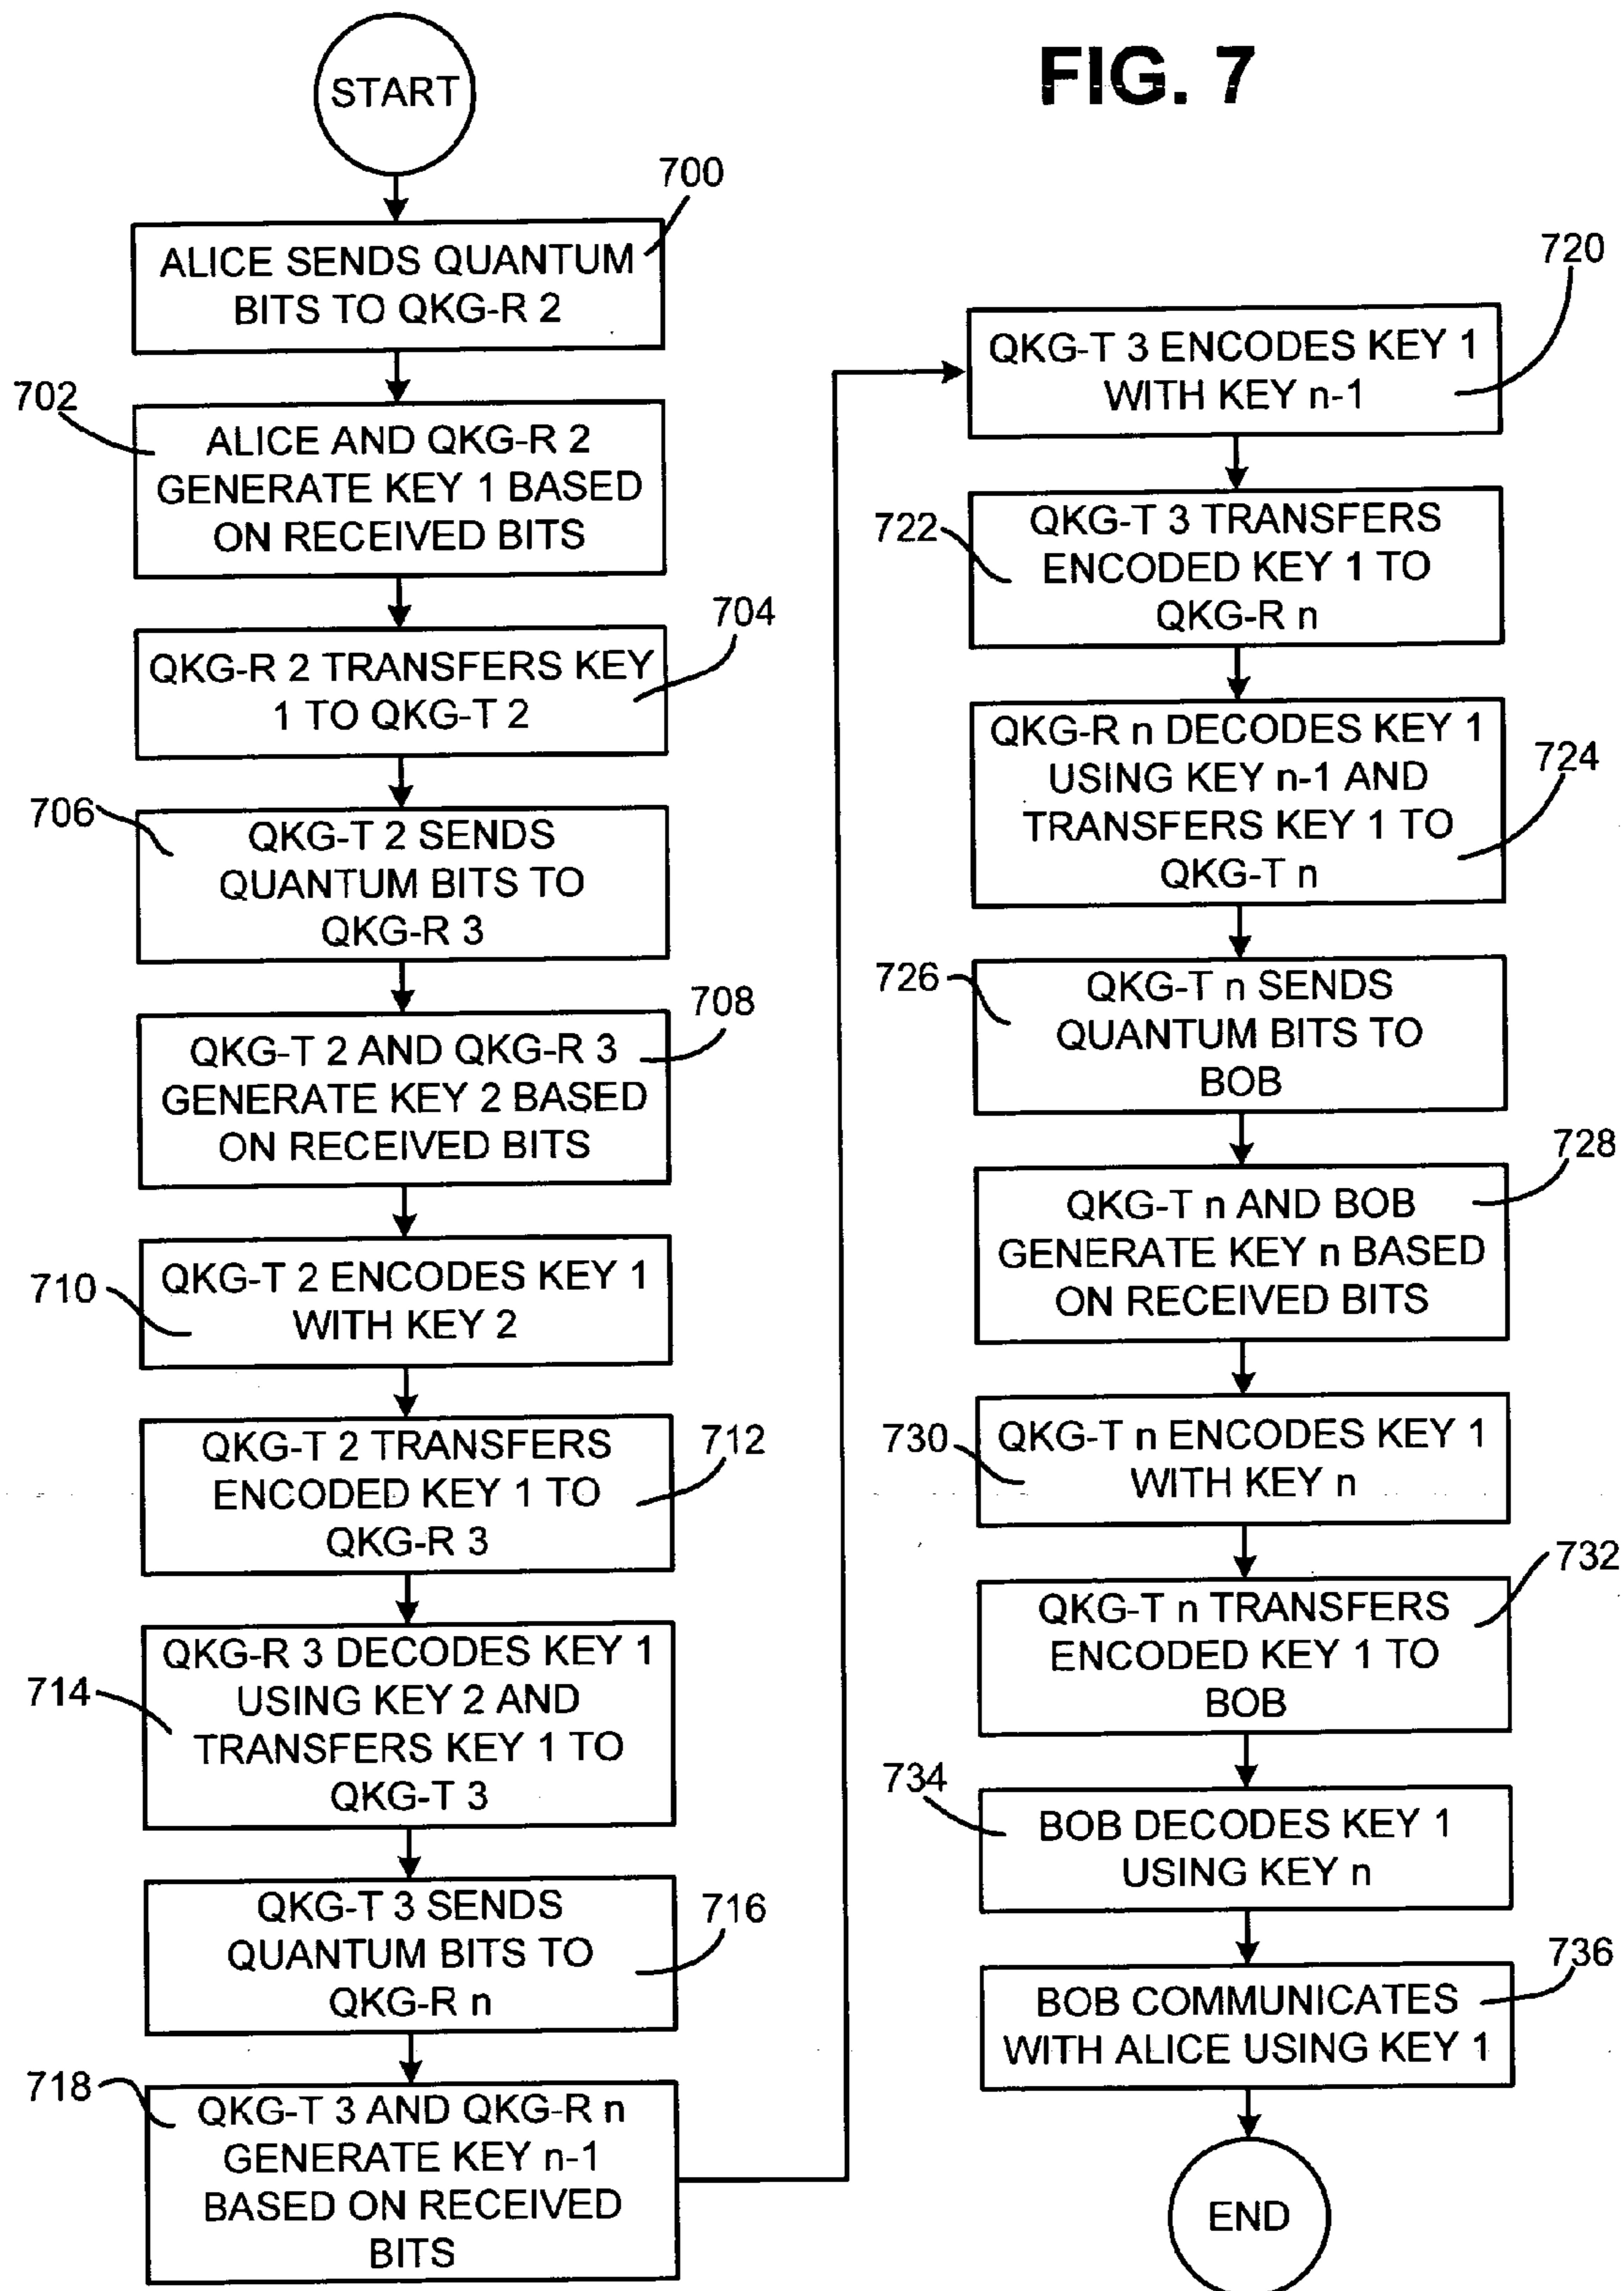 FIG. 7
START
700
ALICE SENDS QUANTUM
BITS TO QKG-R 2
702
ALICE AND QKG-R 2
GENERATE KEY 1 BASED
ON RECEIVED BITS
704
QKG-R 2 TRANSFERS KEY
1 TO QKG-T 2
706
QKG-T 2 SENDS
QUANTUM BITS TO
QKG-R 3
708
QKG-T 2 AND QKG-R 3
GENERATE KEY 2 BASED
ON RECEIVED BITS
710
QKG-T 2 ENCODES KEY 1
WITH KEY 2
712
QKG-T 2 TRANSFERS
ENCODED KEY 1 TO
QKG-R 3
714
QKG-R 3 DECODES KEY 1
USING KEY 2 AND
TRANSFERS KEY 1 TO
QKG-T 3
716
QKG-T 3 SENDS
QUANTUM BITS TO
QKG-R n
718
QKG-T 3 AND QKG-R n
GENERATE KEY n-1
BASED ON RECEIVED
BITS
720
QKG-T 3 ENCODES KEY 1
WITH KEY n-1
722
QKG-T 3 TRANSFERS
ENCODED KEY 1 TO
QKG-R n
724
QKG-R n DECODES KEY 1
USING KEY n-1 AND
TRANSFERS KEY 1 TO
QKG-T n
726
QKG-T n SENDS
QUANTUM BITS TO
BOB
728
QKG-T n AND BOB
GENERATE KEY n BASED
ON RECEIVED BITS
730
QKG-T n ENCODES KEY 1
WITH KEY n
732
QKG-T n TRANSFERS
ENCODED KEY 1 TO
BOB
734
BOB DECODES KEY 1
USING KEY n
736
BOB COMMUNICATES
WITH ALICE USING KEY 1
END